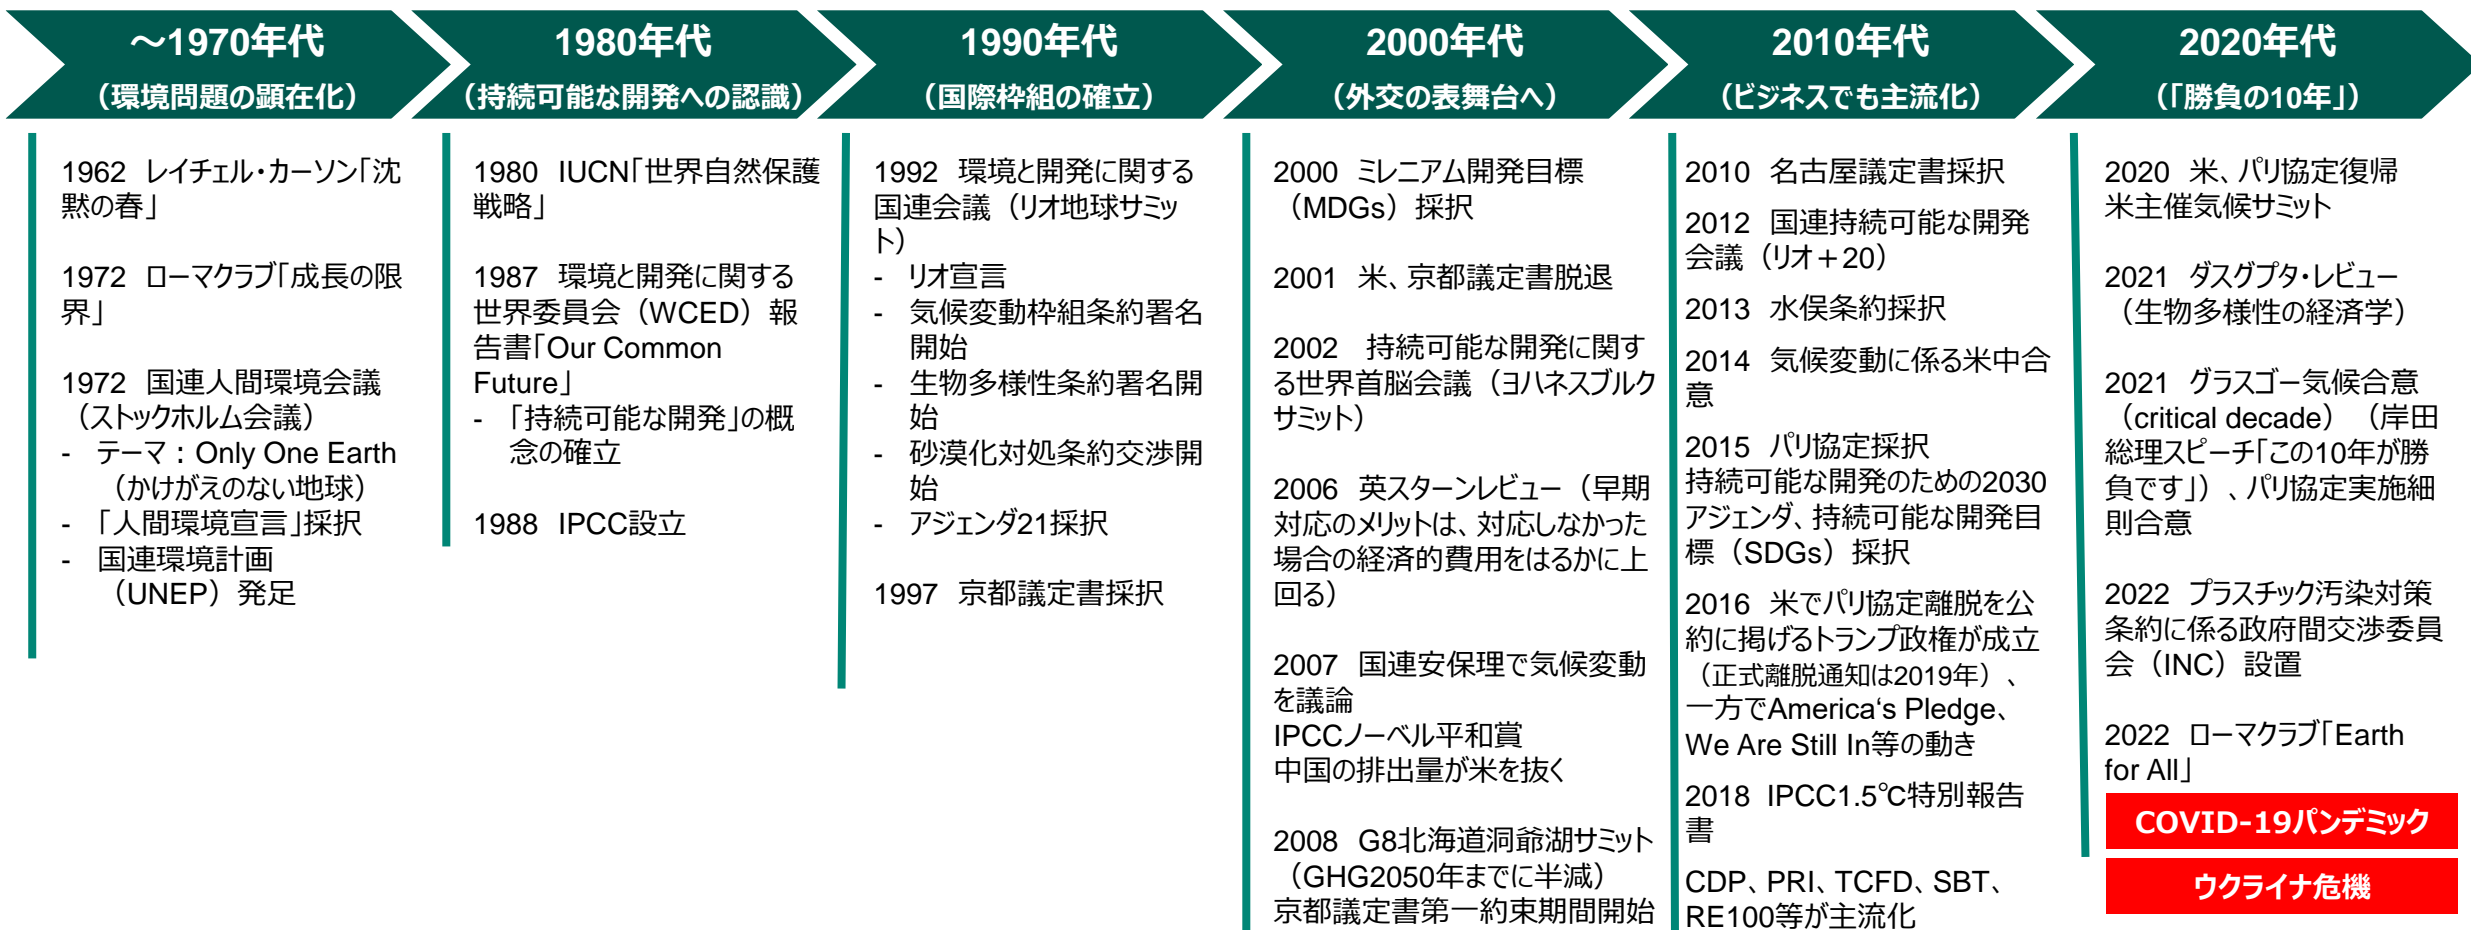 ~1970年代
(環境問題の顕在化)
1980年代
(持続可能な開発への認識)
1990年代
(国際枠組の確立)
2000年代
(外交の表舞台へ)
2010年代
(ビジネスでも主流化)
2020年代
(「勝負の10年」)
1962 レイチェル・カーソン「沈
黙の春」
1972 ローマクラブ「成長の限
界」
1972 国連人間環境会議
(ストックホルム会議)
- テーマ:Only One Earth
(かけがえのない地球)
- 「人間環境宣言」採択
- 国連環境計画
(UNEP)発足
1980 IUCN「世界自然保護
戦略」
1987 環境と開発に関する
世界委員会(WCED)報
告書「Our Common
Future」
- 「持続可能な開発」の概
念の確立
1988 IPCC設立
1992 環境と開発に関する
国連会議(リオ地球サミッ
ト)
- リオ宣言
- 気候変動枠組条約署名
開始
- 生物多様性条約署名開
始
- 砂漠化対処条約交渉開
始
- アジェンダ21採択
1997 京都議定書採択
2000 ミレニアム開発目標
(MDGs)採択
2001 米、京都議定書脱退
2002 持続可能な開発に関す
る世界首脳会議(ヨハネスブルク
サミット)
2006 英スターンレビュー(早期
対応のメリットは、対応しなかった
場合の経済的費用をはるかに上
回る)
2007 国連安保理で気候変動
を議論
IPCCノーベル平和賞
中国の排出量が米を抜く
2008 G8北海道洞爺湖サミット
(GHG2050年までに半減)
京都議定書第一約束期間開始
2010 名古屋議定書採択
2012 国連持続可能な開発
会議(リオ+20)
2013 水俣条約採択
2014 気候変動に係る米中合
意
2015 パリ協定採択
持続可能な開発のための2030
アジェンダ、持続可能な開発目
標(SDGs)採択
2016 米でパリ協定離脱を公
約に掲げるトランプ政権が成立
(正式離脱通知は2019年)、
一方でAmerica‘s Pledge、
We Are Still In等の動き
2018 IPCC1.5℃特別報告
書
CDP、PRI、TCFD、SBT、
RE100等が主流化
2020 米、パリ協定復帰
米主催気候サミット
2021 ダスグプタ・レビュー
(生物多様性の経済学)
2021 グラスゴー気候合意
(critical decade)(岸田
総理スピーチ「この10年が勝
負です」)、パリ協定実施細
則合意
2022 プラスチック汚染対策
条約に係る政府間交渉委員
会(INC)設置
2022 ローマクラブ「Earth
for All」
COVID-19パンデミック
ウクライナ危機